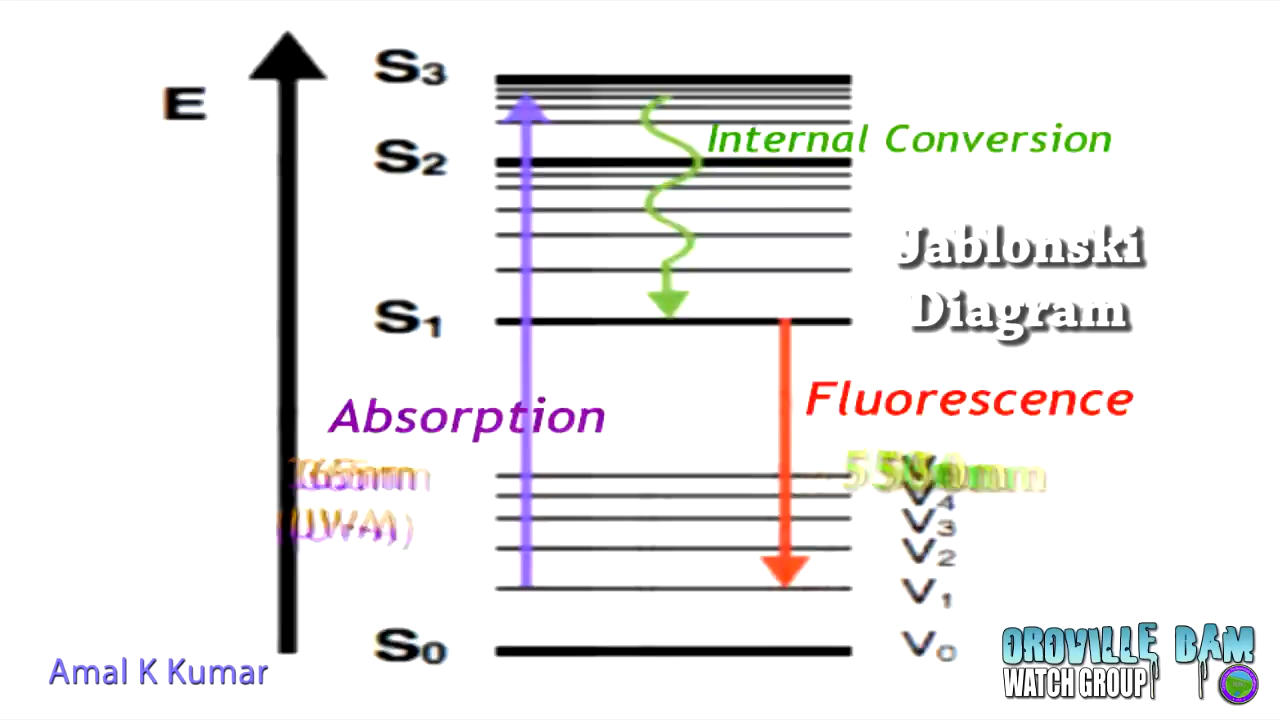 E
S3
S2
Internal Conversion
Jablonski
Diagram
S1
Absorption
Fluorescence
V4
V3
V2
V1
S0
V0
Amal K Kumar
OROVILLE DAM
WATCH GROUP